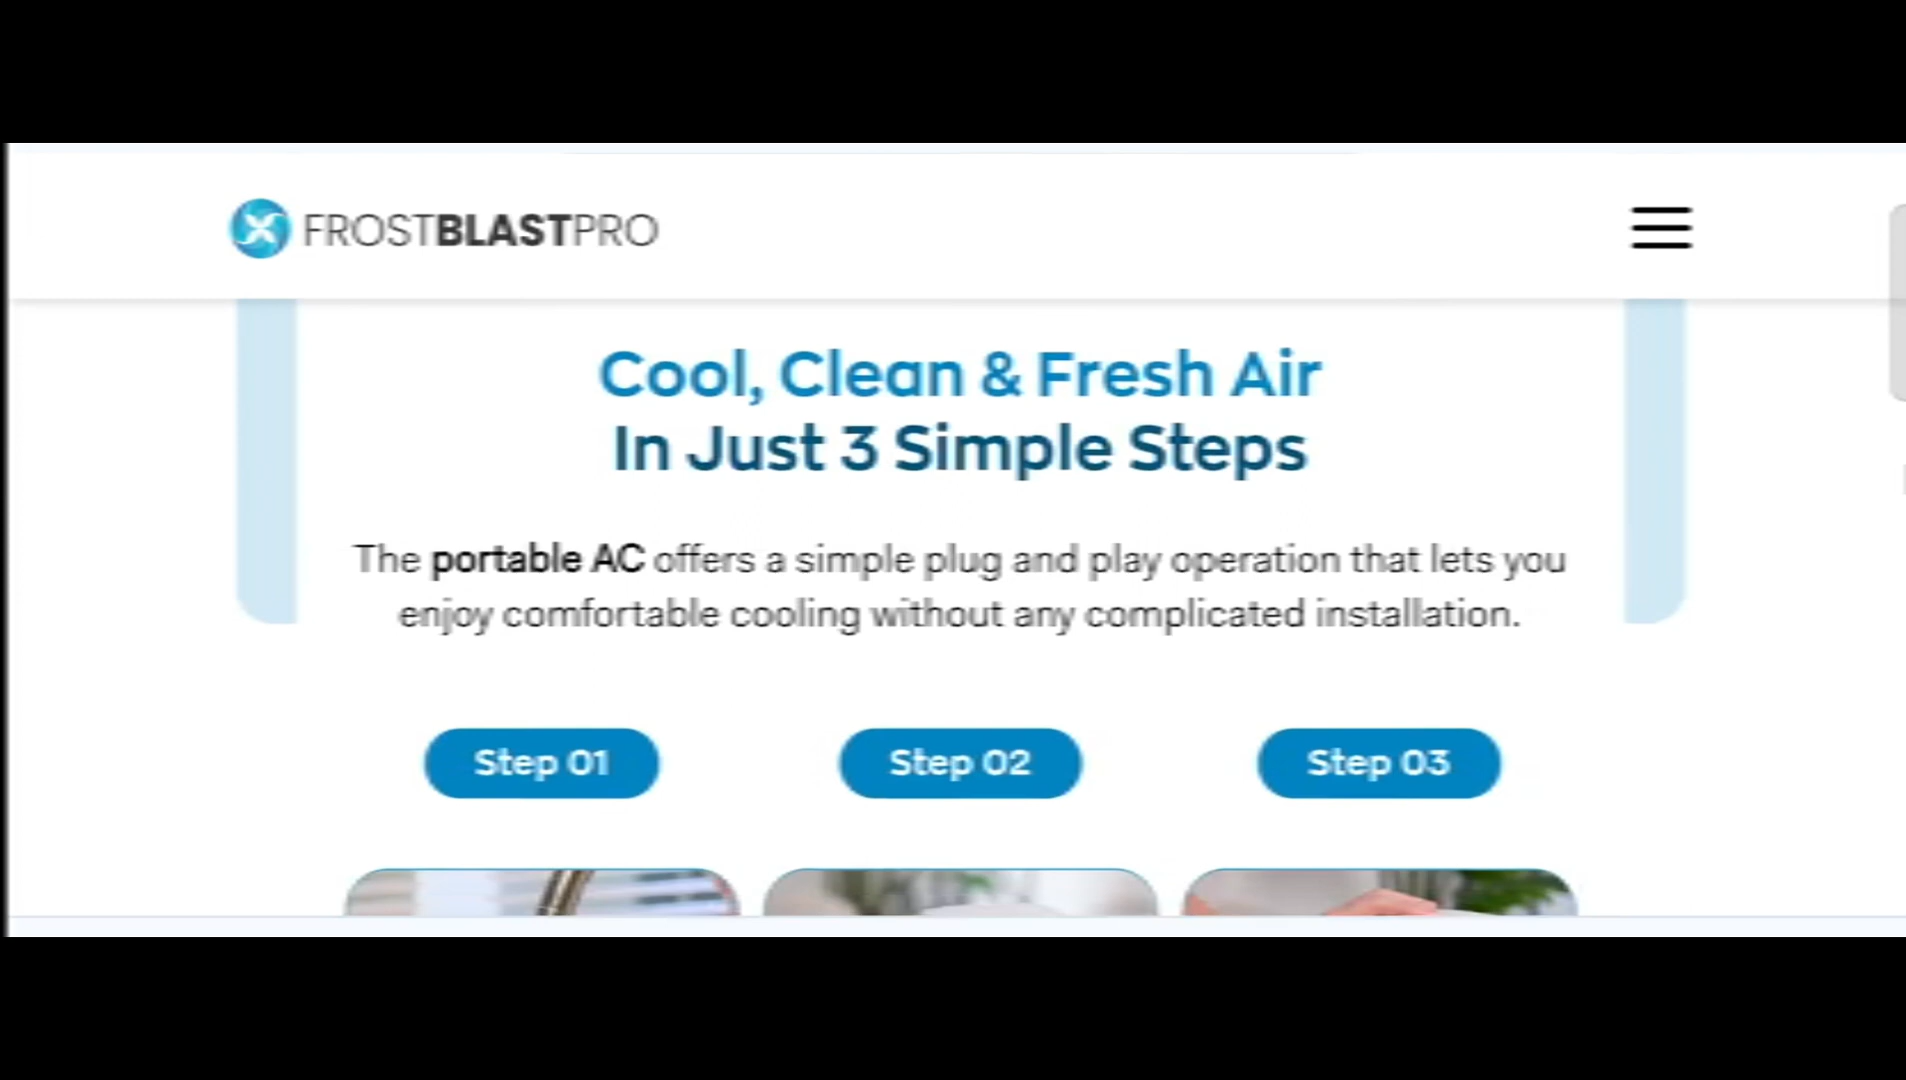 FROSTBLASTPRO
Cool, Clean & Fresh Air
In Just 3 Simple Steps
The portable AC offers a simple plug and play operation that lets you
enjoy comfortable cooling without any complicated installation.
Step 01
Step 02
Step 03